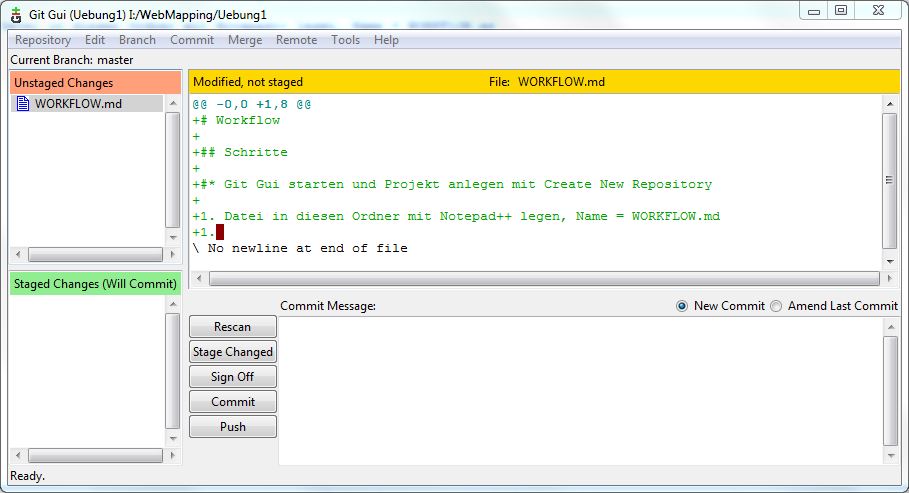 Git Gui (Uebung1) I:/WebMapping/Uebung1
Repository Edit Branch Commit Merge Remote Tools Help
Current Branch: master
Unstaged Changes
WORKFLOW.md
Modified, not staged File: WORKFLOW.md
@@ -0,0 +1,8 @@
+# Workflow
+
+## Schritte
+
+#* Git Gui starten und Projekt anlegen mit Create New Repository
+
+1. Datei in diesen Ordner mit Notepad++ legen, Name = WORKFLOW.md
+1.
\ No newline at end of file
Staged Changes (Will Commit)
Commit Message: New Commit Amend Last Commit
Rescan
Stage Changed
Sign Off
Commit
Push
Ready.